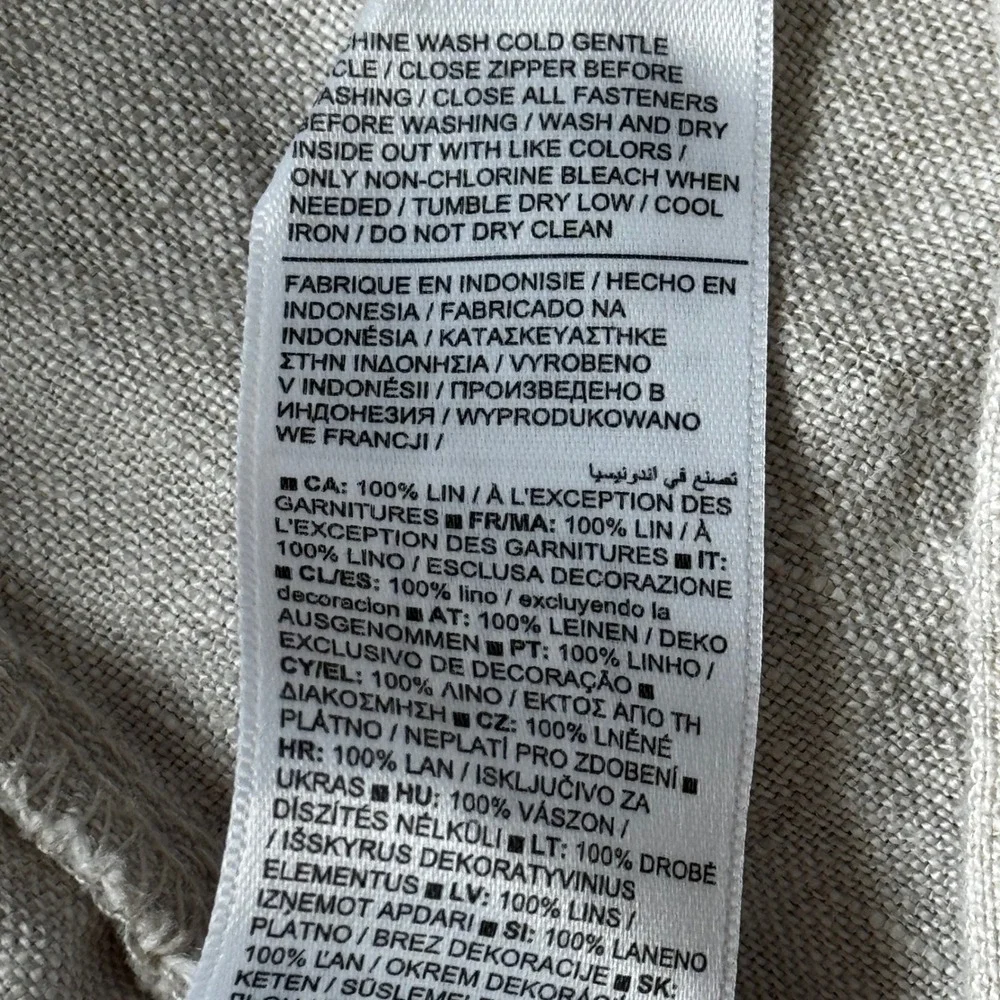 HINE WASH COLD GENTLE
CLE / CLOSE ZIPPER BEFORE
ASHING / CLOSE ALL FASTENERS
BEFORE WASHING / WASH AND DRY
INSIDE OUT WITH LIKE COLORS /
ONLY NON-CHLORINE BLEACH WHEN
NEEDED / TUMBLE DRY LOW / COOL
IRON / DO NOT DRY CLEAN
FABRIQUE EN INDONISIE / HECHO EN
INDONESIA / FABRICADO NA
INDONÉSIA / ΚΑΤΑΣΚΕΥΑΣΤΗΚΕ
ΣΤΗΝ ΙΝΔΟΝΗΣΙΑ / VYROBENO
V INDONÉSII / ПРОИЗВЕДЕНО В
ИНДОНЕЗИЯ / WYPRODUKOWANO
WE FRANCJI /
تصنع في اندونيسيا
■ CA: 100% LIN / À L'EXCEPTION DES
GARNITURES ■ FR/MA: 100% LIN / À
L'EXCEPTION DES GARNITURES ■ IT:
100% LINO / ESCLUSA DECORAZIONE
■ CL/ES: 100% lino / excluyendo la
decoracion ■ AT: 100% LEINEN / DEKO
AUSGENOMMEN ■ PT: 100% LINHO /
EXCLUSIVO DE DECORAÇÃO ■
CY/EL: 100% ΛΙΝΟ / ΕΚΤΟΣ ΑΠΟ ΤΗ
ΔΙΑΚΟΣΜΗΣΗ ■ CZ: 100% LNĚNÉ
PLÁTNO / NEPLATÍ PRO ZDOBENÍ ■
HR: 100% LAN / ISKLJUČIVO ZA
UKRAS ■ HU: 100% VÁSZON /
DÍSZÍTÉS NÉLKÜLI ■ LT: 100% DROBĖ
/ IŠSKYRUS DEKORATYVINIUS
ELEMENTUS ■ LV: 100% LINS /
IZŅEMOT APDARI ■ SI: 100% LANENO
PLATNO / BREZ DEKORACIJE ■ SK:
100% ĽAN / OKREM DEKORÁC
KETEN / SÜSLEME